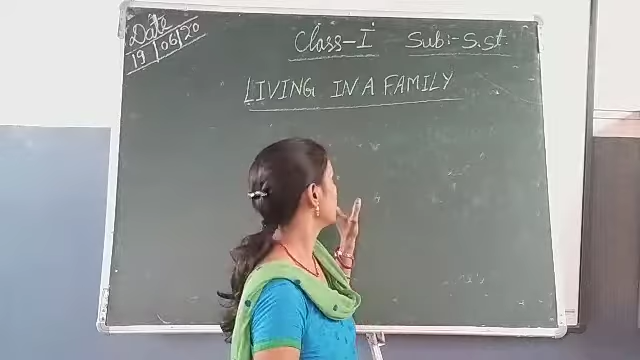 Date
19/06/20
Class-I Sub:- S.st.
LIVING IN A FAMILY